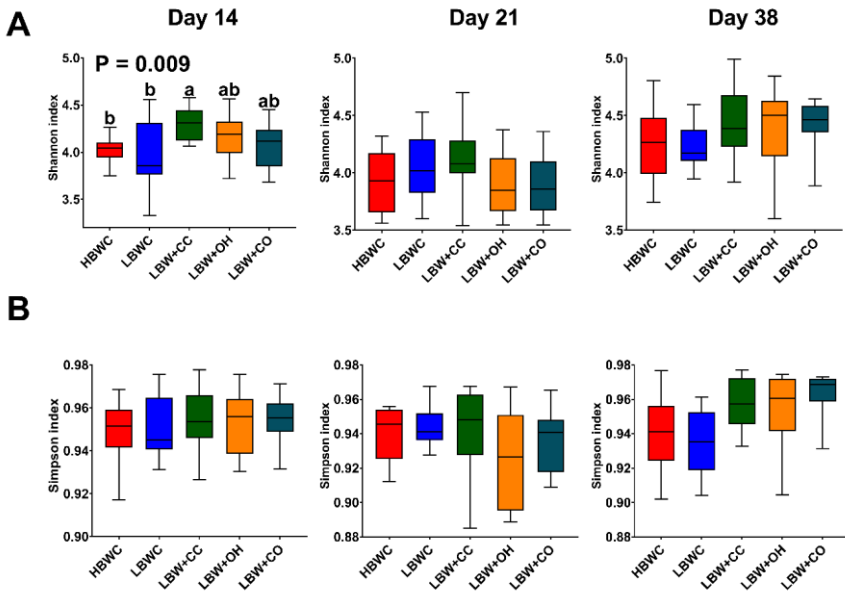 A
Day 14
Day 21
Day 38
Shannon index
5.0
4.5
4.0
3.5
P = 0.009
b
b
a
ab
ab
HBWC
LBWC
LBW+CC
LBW+OH
LBW+CO
Shannon index
5.0
4.5
4.0
3.5
HBWC
LBWC
LBW+CC
LBW+OH
LBW+CO
Shannon index
5.0
4.5
4.0
3.5
HBWC
LBWC
LBW+CC
LBW+OH
LBW+CO
B
Simpson index
0.98
0.96
0.94
0.92
0.90
HBWC
LBWC
LBW+CC
LBW+OH
LBW+CO
Simpson index
0.98
0.96
0.94
0.92
0.90
0.88
HBWC
LBWC
LBW+CC
LBW+OH
LBW+CO
Simpson index
0.98
0.96
0.94
0.92
0.90
0.88
HBWC
LBWC
LBW+CC
LBW+OH
LBW+CO